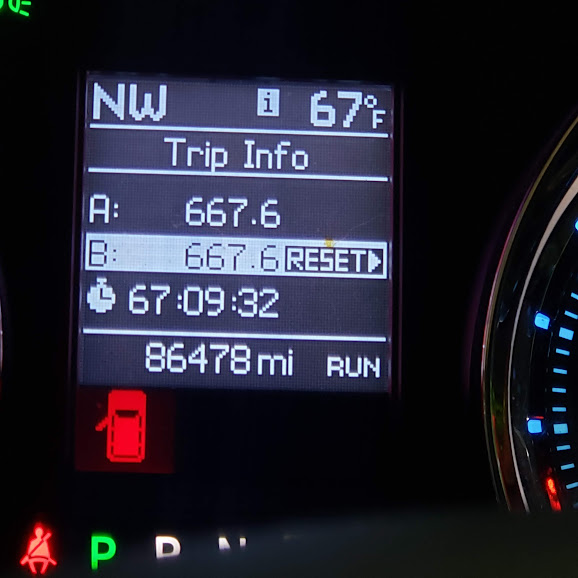 NW i 67°F
Trip Info
A: 667.6
B: 667.6 RESET
67:09:32
86478 mi RUN
P R N